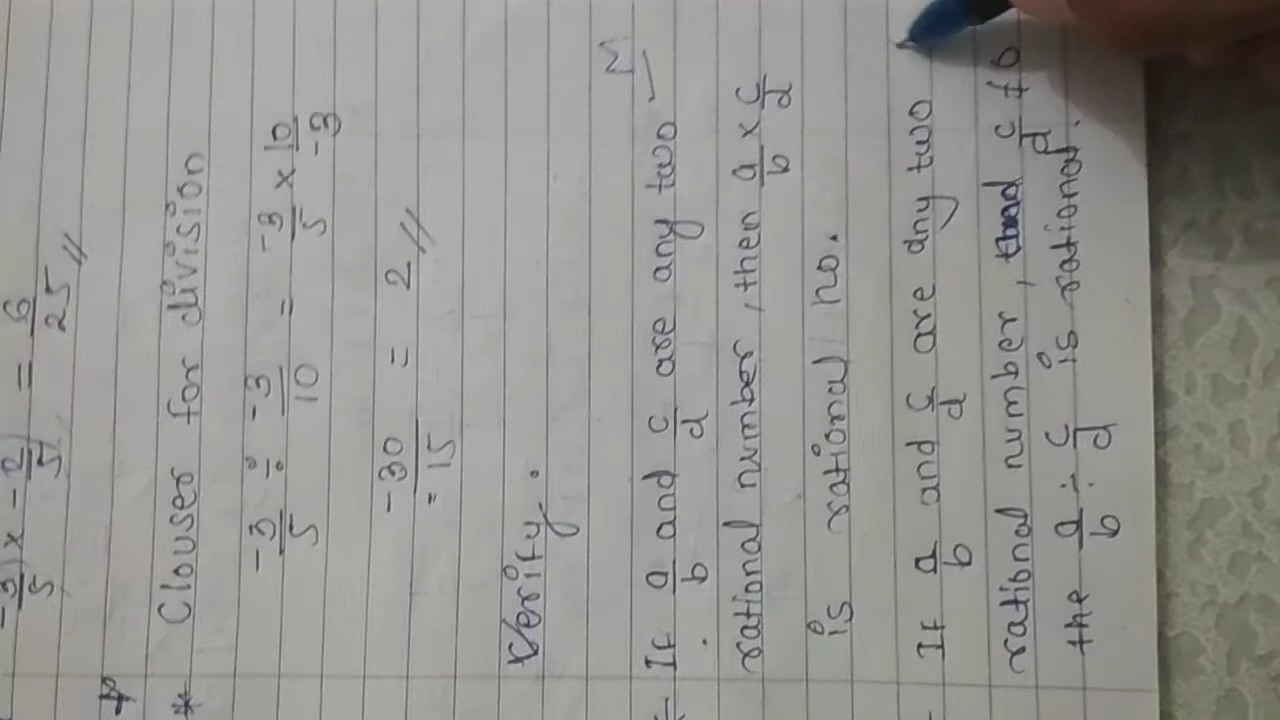 -3/5) x -2/5 = 6/25 //
* Clouser for division
-3/5 ÷ -3/10 = -3/5 x 10/-3
-30/=15 = 2 //
Verify.
If a/b and c/d are any two
rational number, then a/b x c/d
is rational no.
- If a/b and c/d are any two
rational number, c/d ≠ 0
the a/b ÷ c/d is rational.